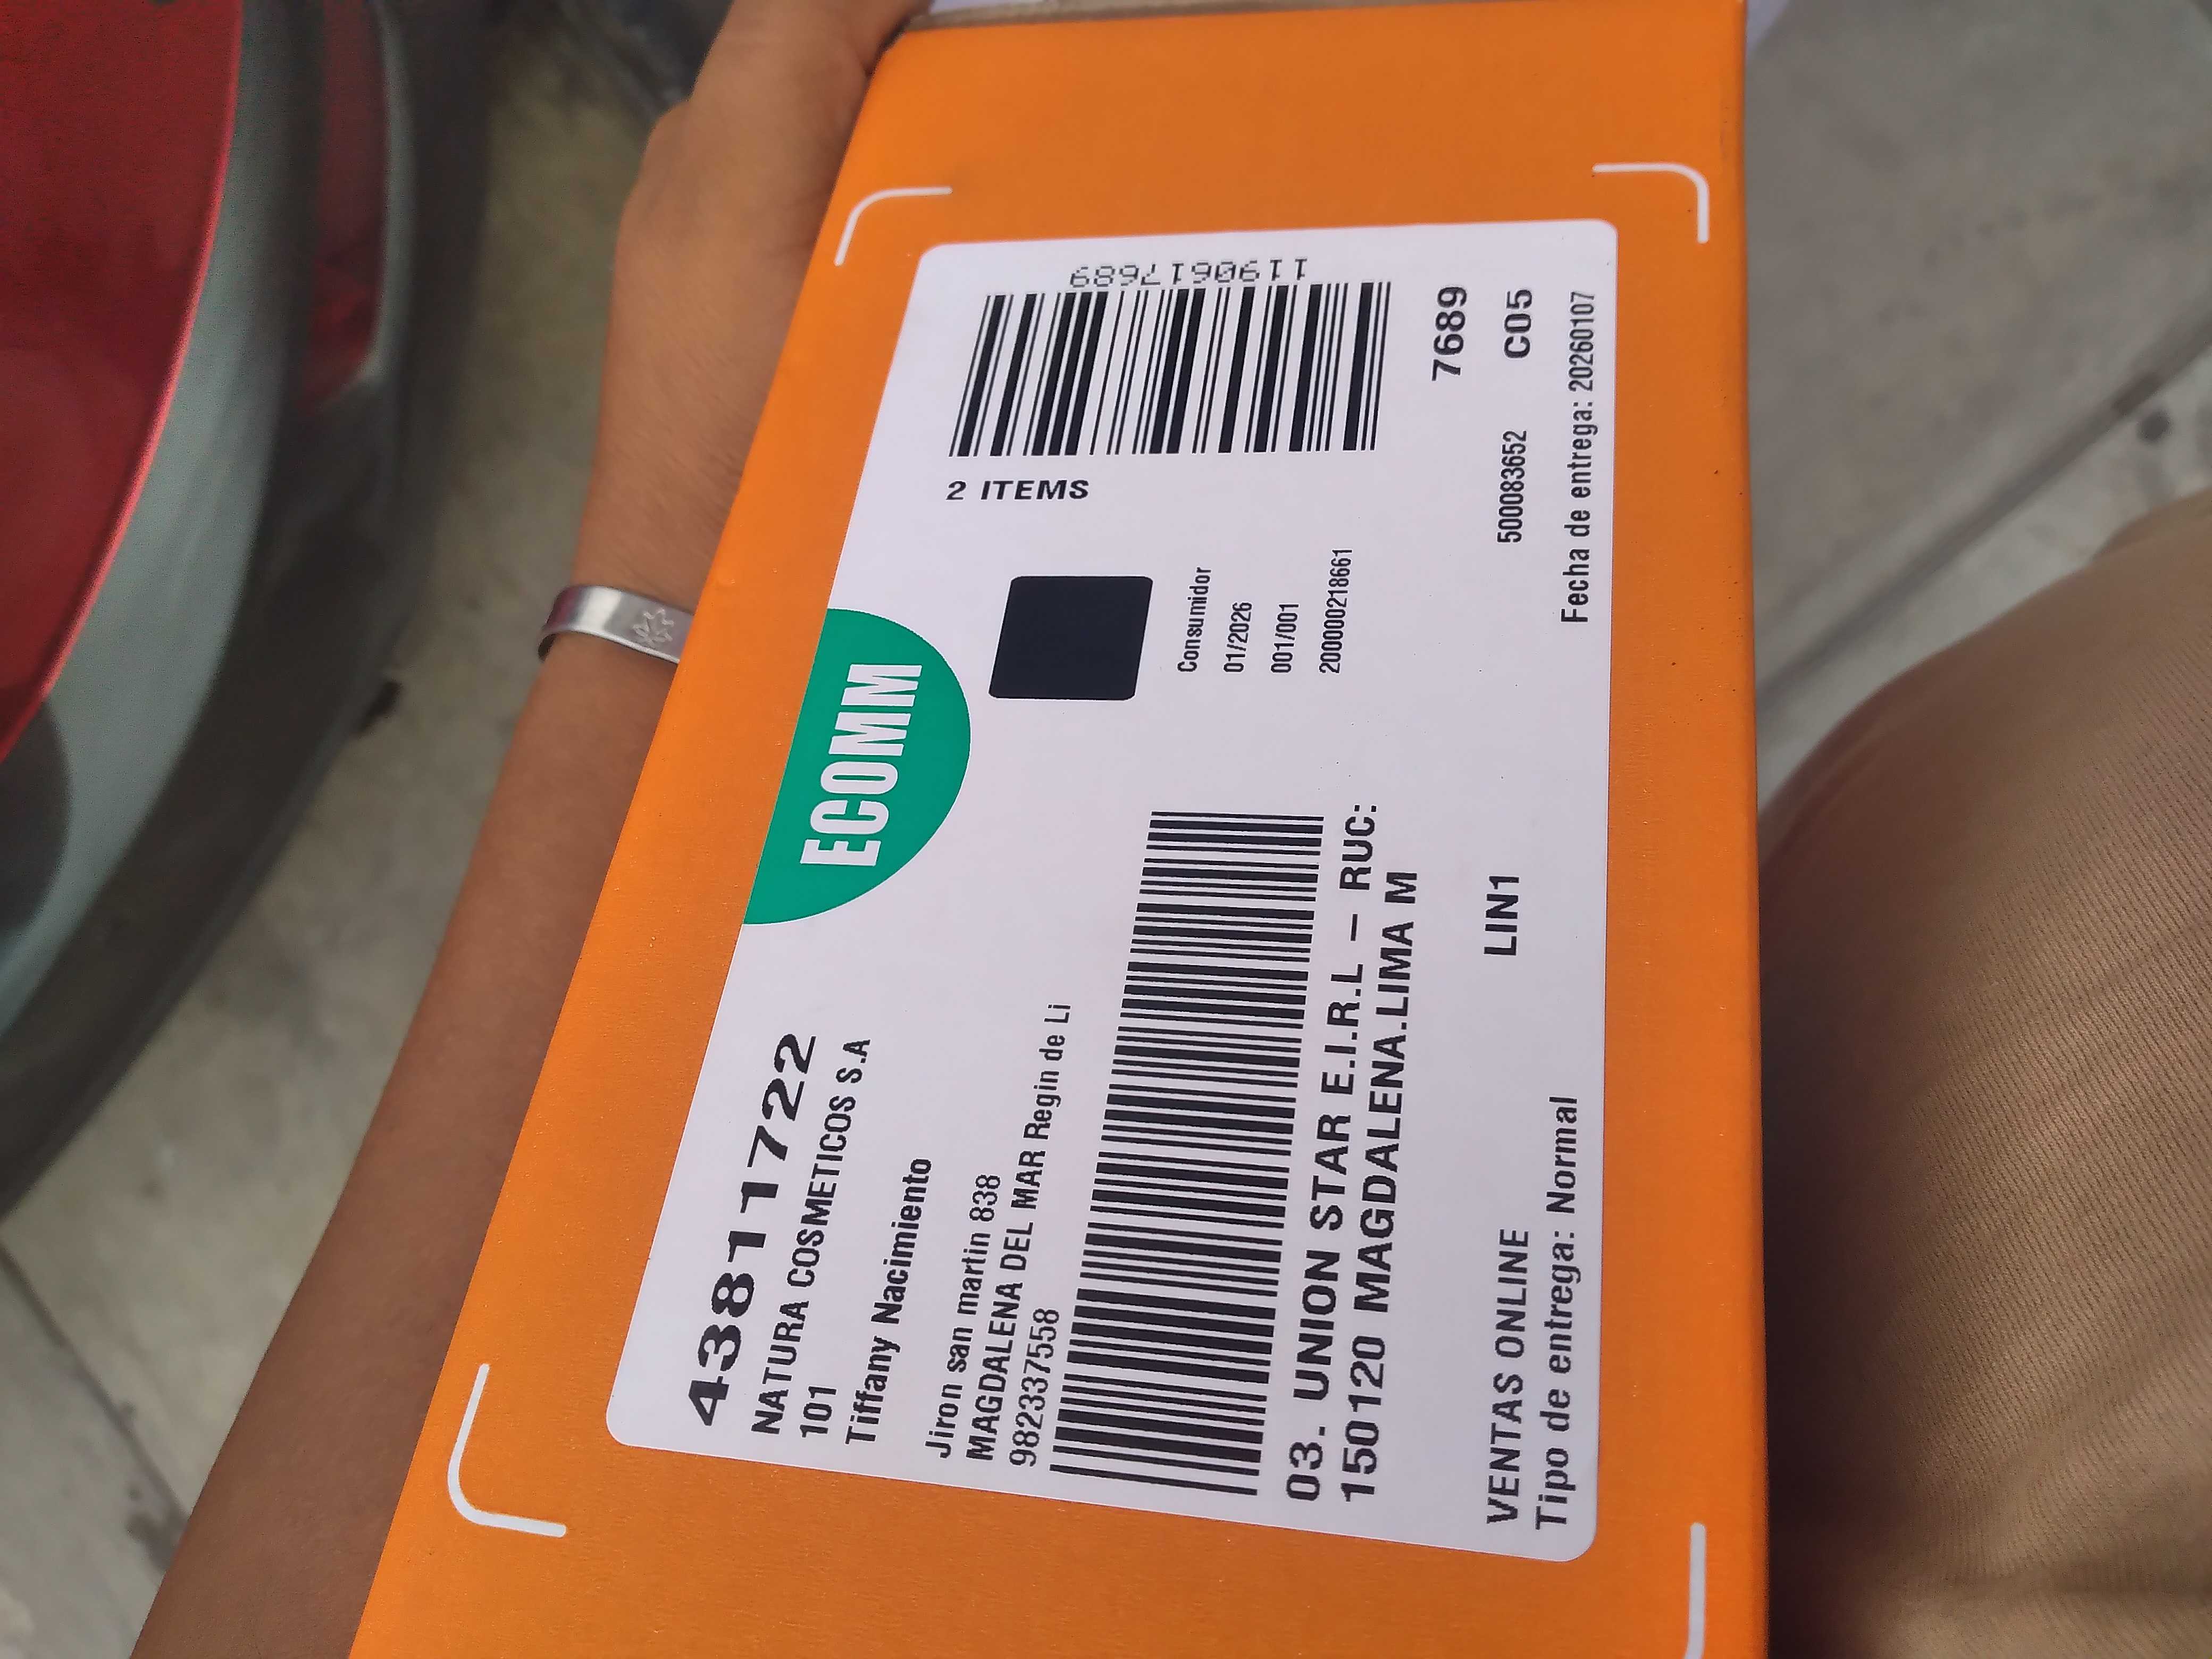 43811722
NATURA COSMETICOS S.A
101
Tiffany Nacimiento
Jiron san martin 838
MAGDALENA DEL MAR Regin de Li
982337558
03. UNION STAR E.I.R.L – RUC:
150120 MAGDALENA.LIMA M
VENTAS ONLINE
LIN1
Tipo de entrega: Normal
ECOMM
2 ITEMS
1190617689
Consumidor
01/2026
001/001
2000000218661
7689
500083652
C05
Fecha de entrega: 20260107